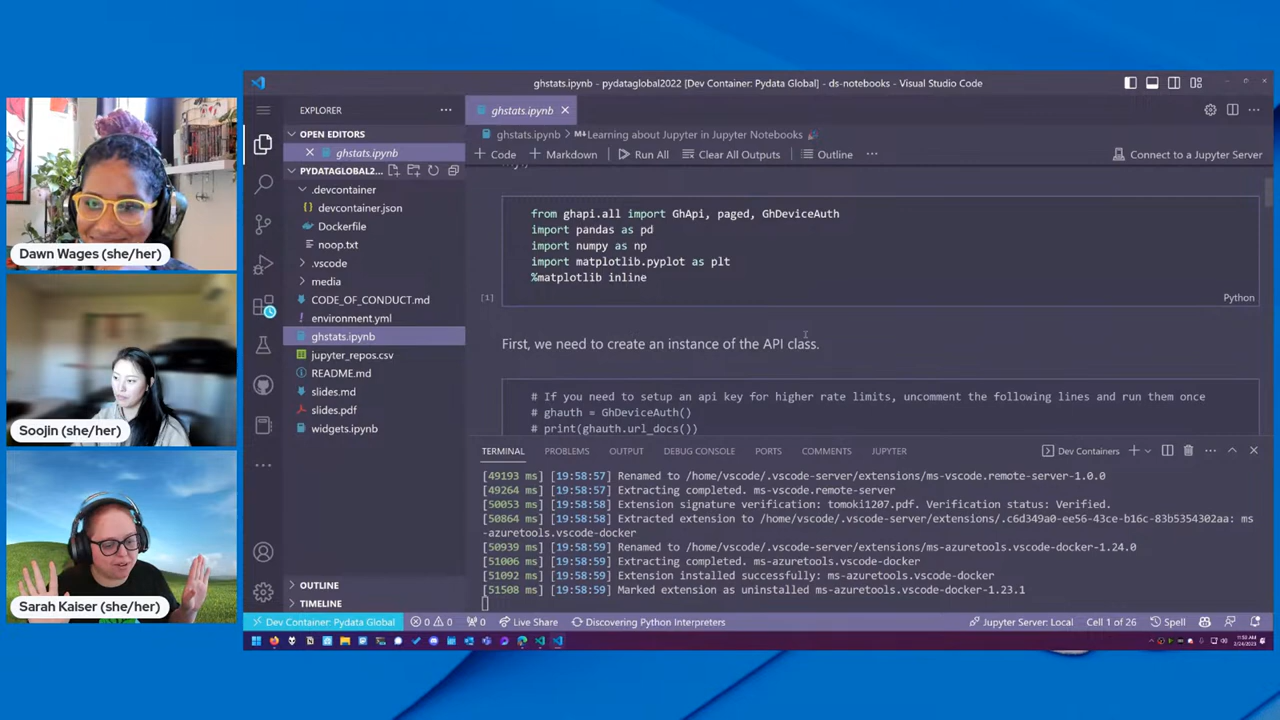 ghstats.ipynb - pydataglobal2022 [Dev Container: Pydata Global] - ds-notebooks - Visual Studio Code
EXPLORER
ghstats.ipynb
OPEN EDITORS
ghstats.ipynb
ghstats.ipynb > Learning about Jupyter in Jupyter Notebooks
+ Code
+ Markdown
Run All
Clear All Outputs
Outline
Connect to a Jupyter Server
PYDATAGLOBAL2...
.devcontainer
devcontainer.json
Dockerfile
noop.txt
.vscode
media
CODE_OF_CONDUCT.md
environment.yml
ghstats.ipynb
jupyter_repos.csv
README.md
slides.md
slides.pdf
widgets.ipynb
OUTLINE
TIMELINE
from ghapi.all import GhApi, paged, GhDeviceAuth
import pandas as pd
import numpy as np
import matplotlib.pyplot as plt
%matplotlib inline
[1]
Python
First, we need to create an instance of the API class.
# If you need to setup an api key for higher rate limits, uncomment the following lines and run them once
# ghauth = GhDeviceAuth()
# print(ghauth.url_docs())
TERMINAL
PROBLEMS
OUTPUT
DEBUG CONSOLE
PORTS
COMMENTS
JUPYTER
Dev Containers
[49193 ms] [19:58:57] Renamed to /home/vscode/.vscode-server/extensions/ms-vscode.remote-server-1.0.0
[49264 ms] [19:58:57] Extracting completed. ms-vscode.remote-server
[50053 ms] [19:58:58] Extension signature verification: tomoki1207.pdf. Verification status: Verified.
[50864 ms] [19:58:58] Extracted extension to /home/vscode/.vscode-server/extensions/.c6d349a0-ee56-43ce-b16c-83b5354302aa: ms
-azuretools.vscode-docker
[50939 ms] [19:58:59] Renamed to /home/vscode/.vscode-server/extensions/ms-azuretools.vscode-docker-1.24.0
[51006 ms] [19:58:59] Extracting completed. ms-azuretools.vscode-docker
[51092 ms] [19:58:59] Extension installed successfully: ms-azuretools.vscode-docker
[51508 ms] [19:58:59] Marked extension as uninstalled ms-azuretools.vscode-docker-1.23.1
Dev Container: Pydata Global
0
0
0
Live Share
Discovering Python Interpreters
Jupyter Server: Local
Cell 1 of 26
Spell
2/24/2023
Dawn Wages (she/her)
Soojin (she/her)
Sarah Kaiser (she/her)